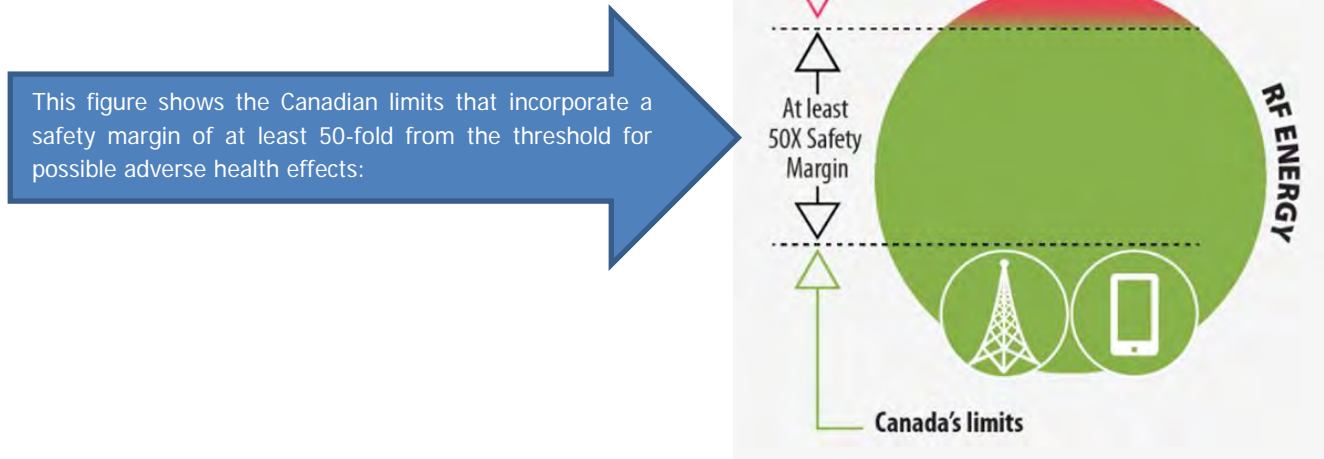 This figure shows the Canadian limits that incorporate a
safety margin of at least 50-fold from the threshold for
possible adverse health effects:
At least
50X Safety
Margin
RF ENERGY
Canada's limits